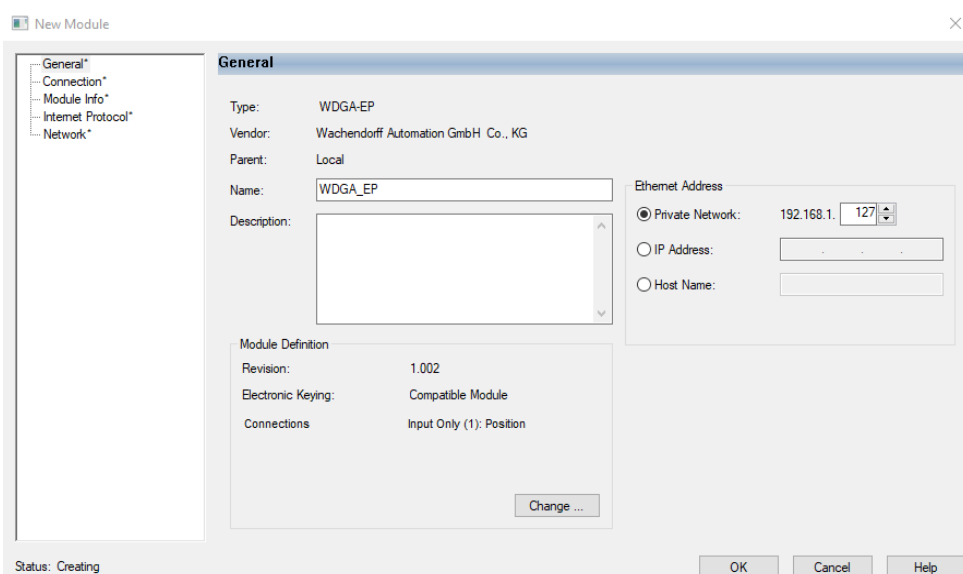 New Module
General*
Connection*
Module Info*
Internet Protocol*
Network*
General
Type: WDGA-EP
Vendor: Wachendorff Automation GmbH Co., KG
Parent: Local
Name: WDGA_EP
Description:
Ethernet Address
Private Network: 192.168.1. 127
IP Address: . . .
Host Name:
Module Definition
Revision: 1.002
Electronic Keying: Compatible Module
Connections Input Only (1): Position
Change ...
Status: Creating
OK Cancel Help